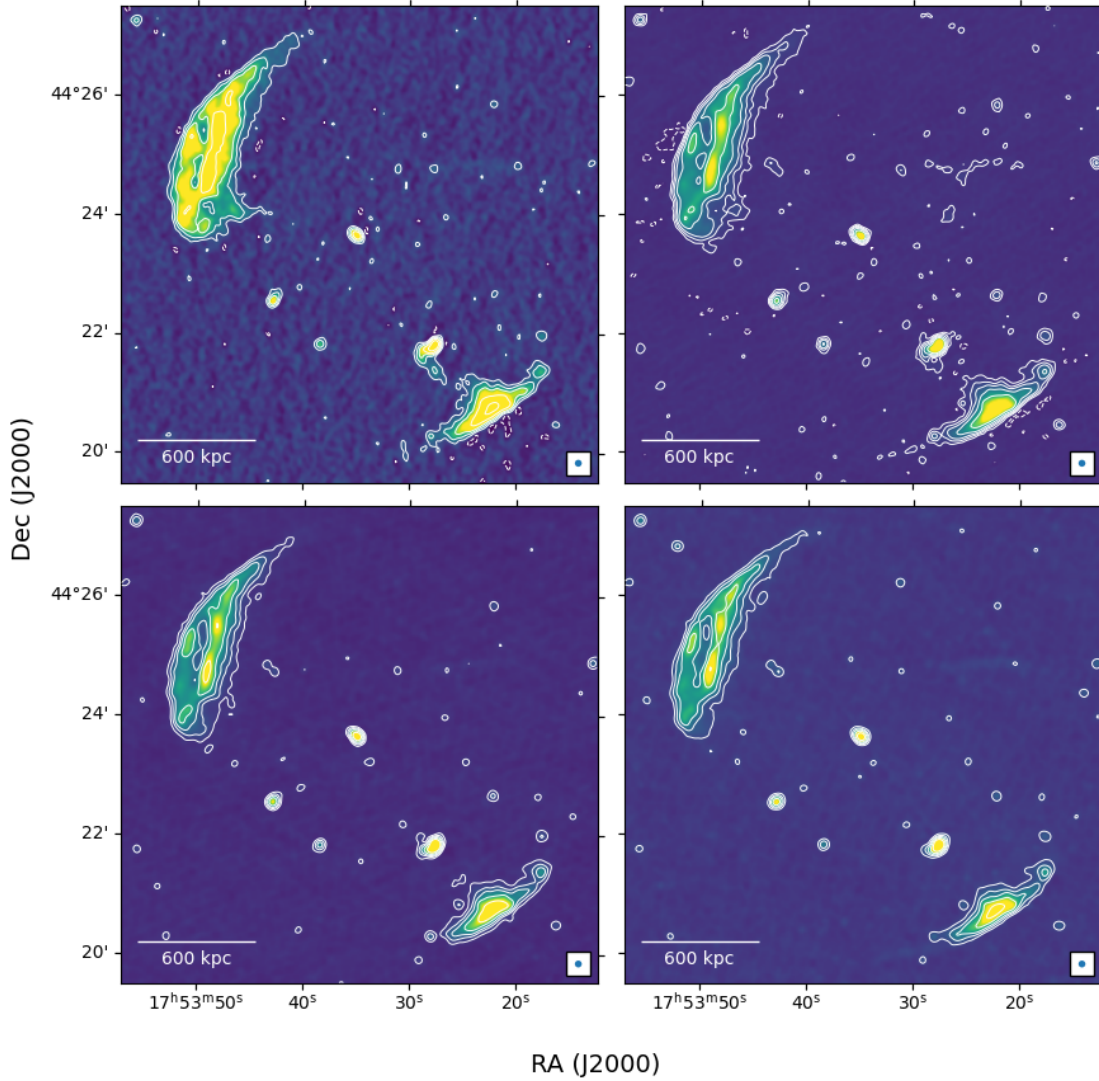 44°26'
24'
22'
20'
600 kpc
600 kpc
Dec (J2000)
44°26'
24'
22'
20'
600 kpc
600 kpc
17ʰ53ᵐ50ˢ 40ˢ 30ˢ 20ˢ 17ʰ53ᵐ50ˢ 40ˢ 30ˢ 20ˢ
RA (J2000)